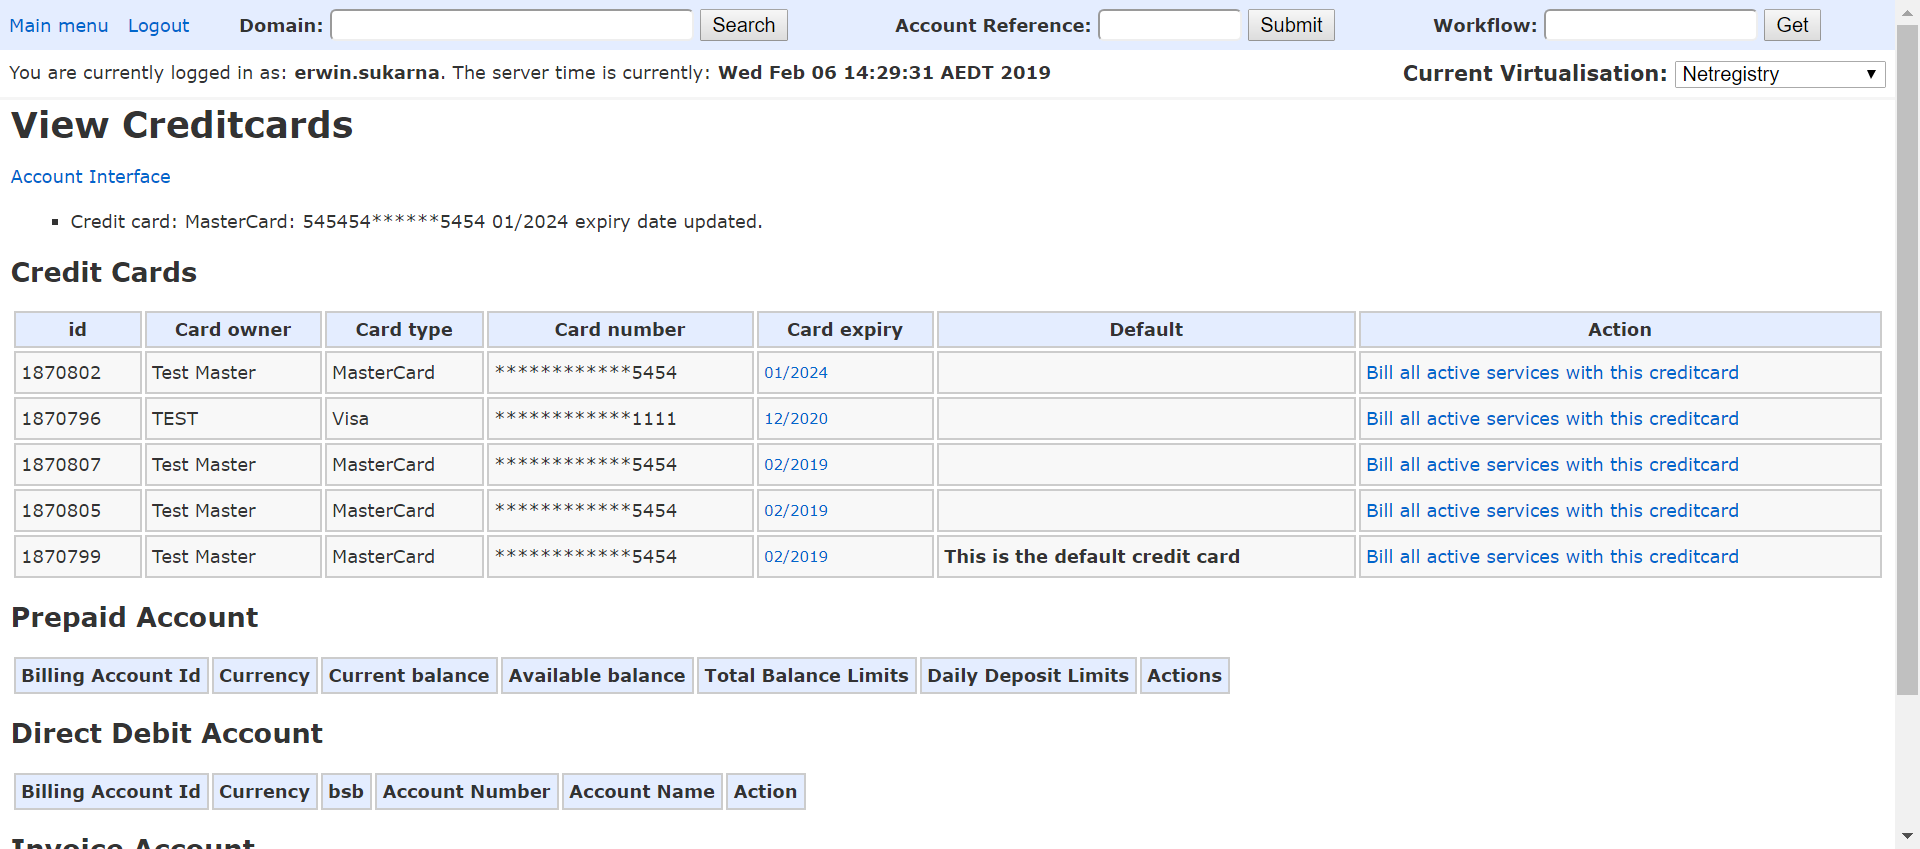 Main menu Logout Domain: Search Account Reference: Submit Workflow: Get
You are currently logged in as: erwin.sukarna. The server time is currently: Wed Feb 06 14:29:31 AEDT 2019 Current Virtualisation: Netregistry
View Creditcards
Account Interface
Credit card: MasterCard: 545454******5454 01/2024 expiry date updated.
Credit Cards
id Card owner Card type Card number Card expiry Default Action
1870802 Test Master MasterCard ************5454 01/2024 Bill all active services with this creditcard
1870796 TEST Visa ************1111 12/2020 Bill all active services with this creditcard
1870807 Test Master MasterCard ************5454 02/2019 Bill all active services with this creditcard
1870805 Test Master MasterCard ************5454 02/2019 Bill all active services with this creditcard
1870799 Test Master MasterCard ************5454 02/2019 This is the default credit card Bill all active services with this creditcard
Prepaid Account
Billing Account Id Currency Current balance Available balance Total Balance Limits Daily Deposit Limits Actions
Direct Debit Account
Billing Account Id Currency bsb Account Number Account Name Action
Invoice Account